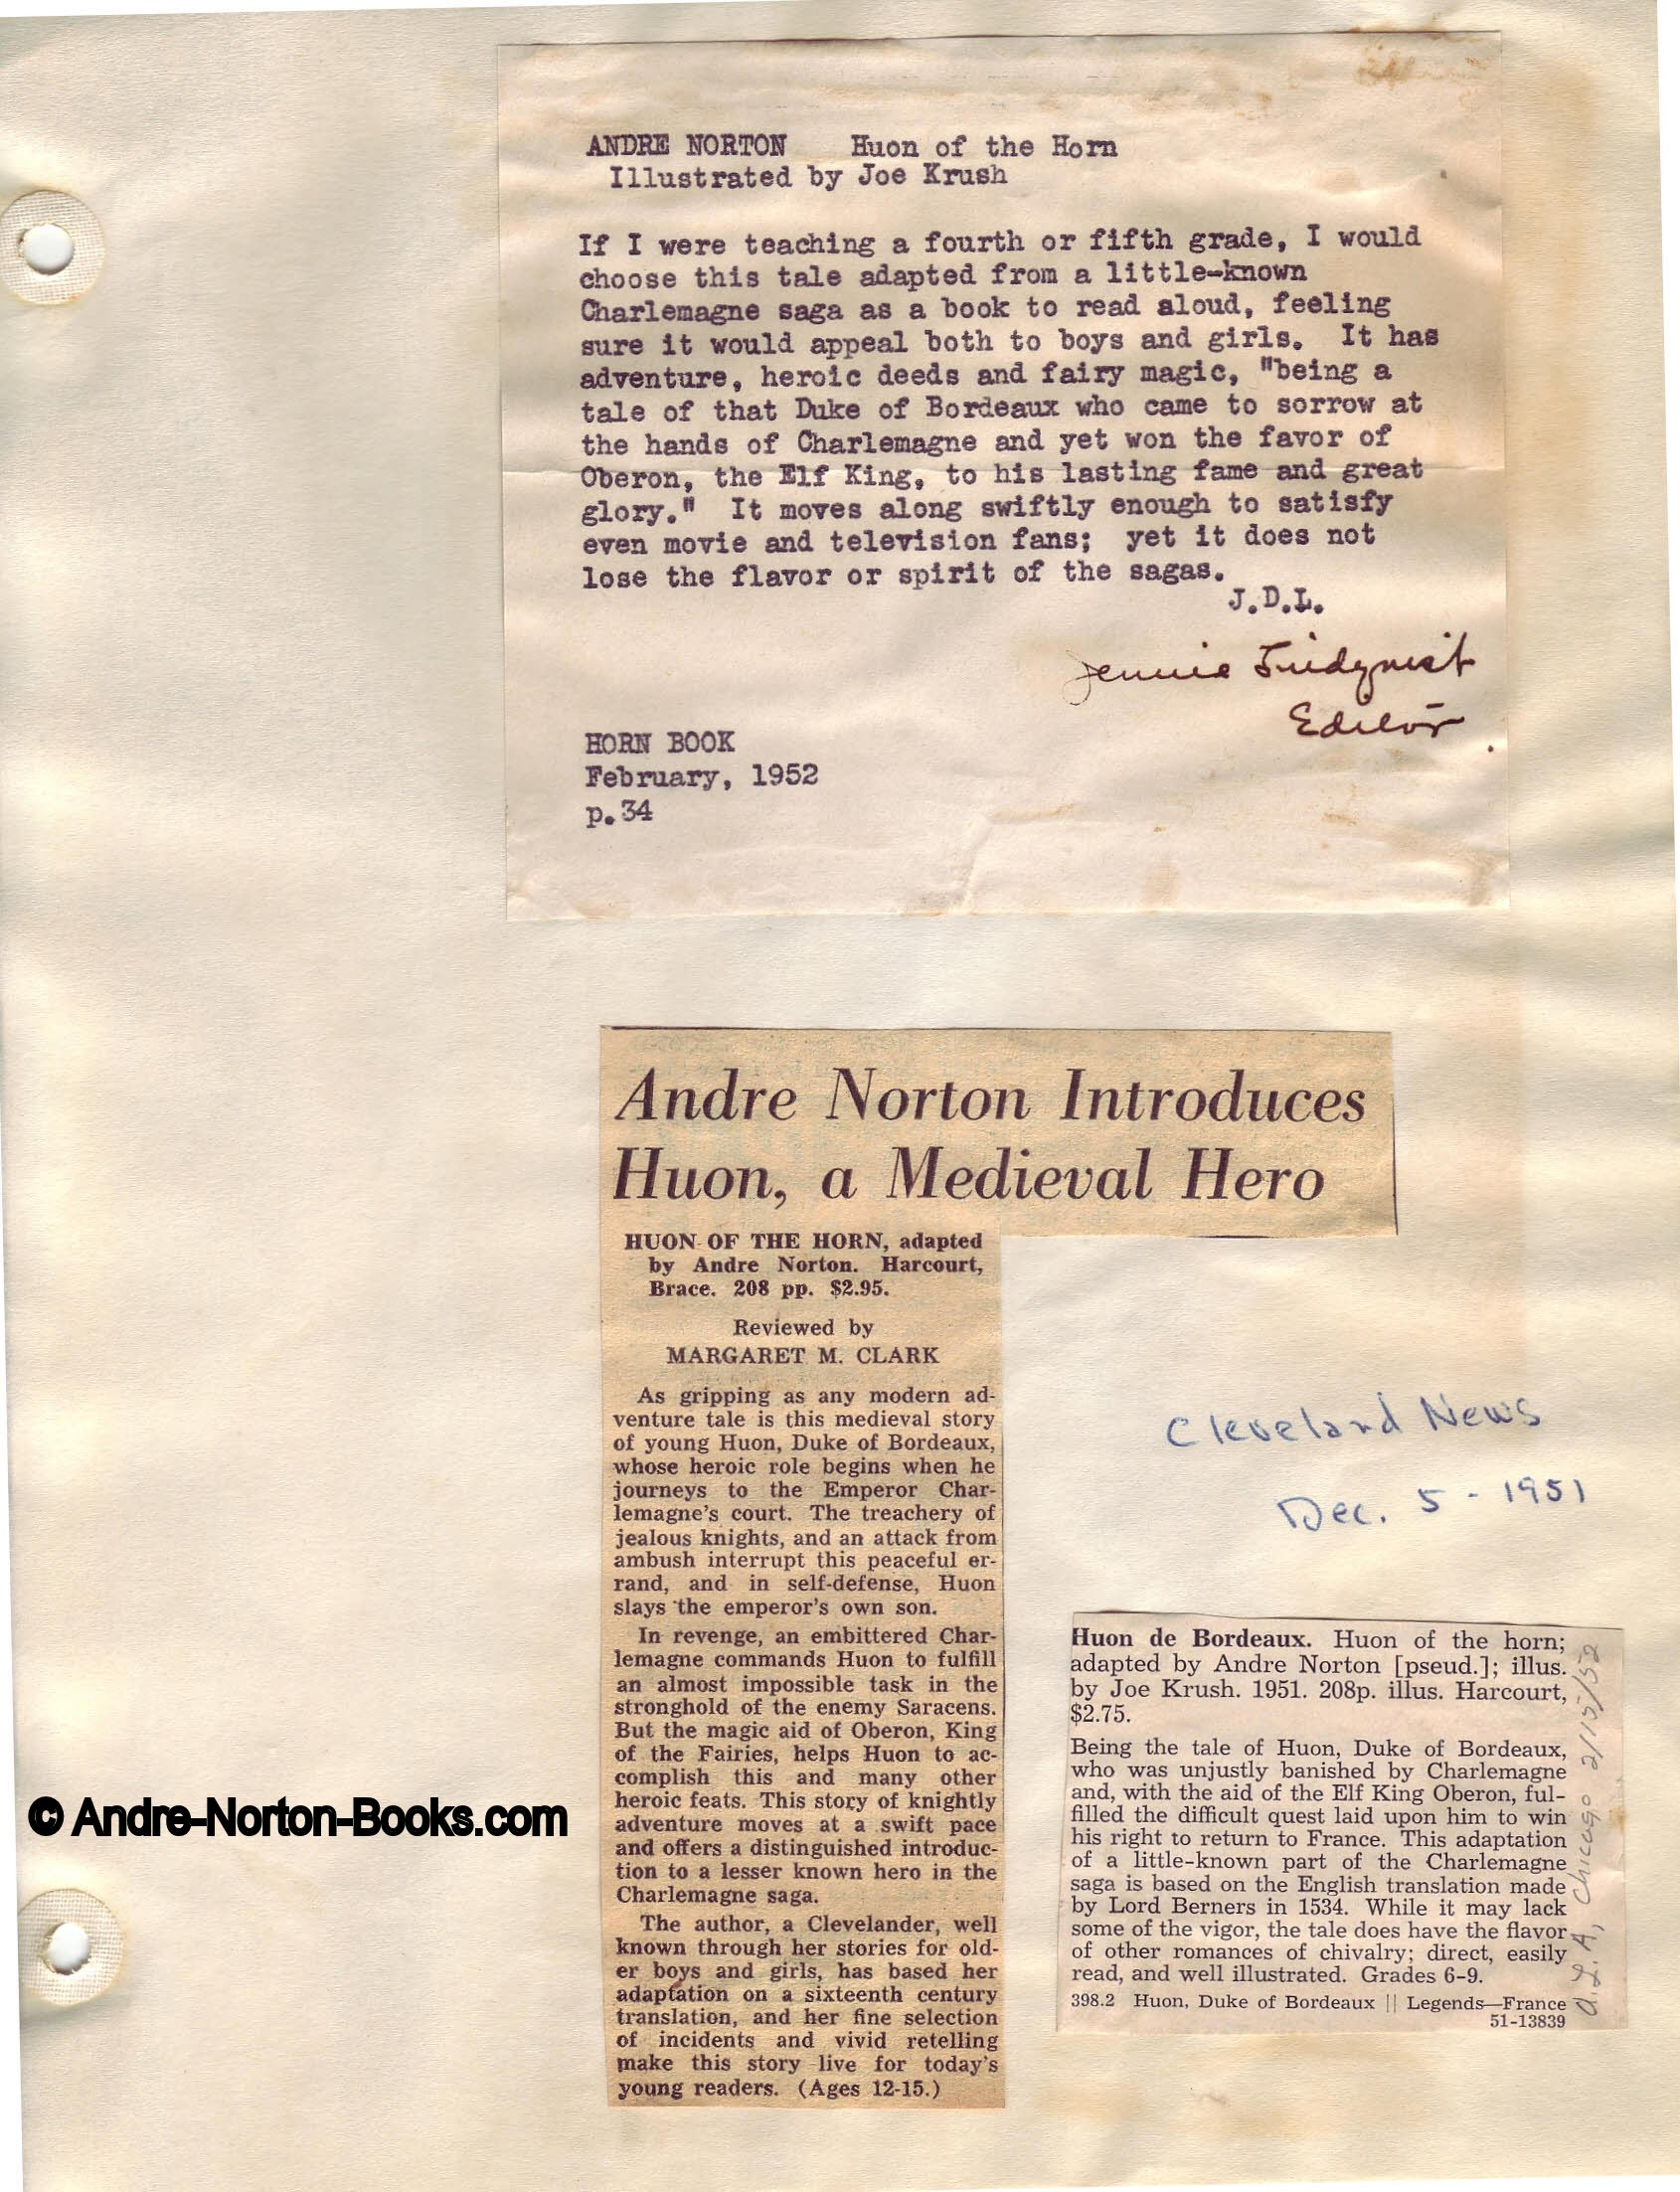 ANDRE NORTON Huon of the Horn
Illustrated by Joe Krush
If I were teaching a fourth or fifth grade, I would
choose this tale adapted from a little-known
Charlemagne saga as a book to read aloud, feeling
sure it would appeal both to boys and girls. It has
adventure, heroic deeds and fairy magic, "being a
tale of that Duke of Bordeaux who came to sorrow at
the hands of Charlemagne and yet won the favor of
Oberon, the Elf King, to his lasting fame and great
glory." It moves along swiftly enough to satisfy
even movie and television fans; yet it does not
lose the flavor or spirit of the sagas.
J.D.L.
Jennie Lindquist
Editor
HORN BOOK
February, 1952
p.34
Andre Norton Introduces
Huon, a Medieval Hero
HUON OF THE HORN, adapted
by Andre Norton. Harcourt,
Brace. 208 pp. $2.95.
Reviewed by
MARGARET M. CLARK
As gripping as any modern ad-
venture tale is this medieval story
of young Huon, Duke of Bordeaux,
whose heroic role begins when he
journeys to the Emperor Char-
lemagne's court. The treachery of
jealous knights, and an attack from
ambush interrupt this peaceful er-
rand, and in self-defense, Huon
slays the emperor's own son.
In revenge, an embittered Char-
lemagne commands Huon to fulfill
an almost impossible task in the
stronghold of the enemy Saracens.
But the magic aid of Oberon, King
of the Fairies, helps Huon to ac-
complish this and many other
heroic feats. This story of knightly
adventure moves at a swift pace
and offers a distinguished introduc-
tion to a lesser known hero in the
Charlemagne saga.
The author, a Clevelander, well
known through her stories for old-
er boys and girls, has based her
adaptation on a sixteenth century
translation, and her fine selection
of incidents and vivid retelling
make this story live for today's
young readers. (Ages 12-15.)
Cleveland News
Dec. 5 - 1951
Huon de Bordeaux. Huon of the horn;
adapted by Andre Norton [pseud.]; illus.
by Joe Krush. 1951. 208p. illus. Harcourt,
$2.75.
Being the tale of Huon, Duke of Bordeaux,
who was unjustly banished by Charlemagne
and, with the aid of the Elf King Oberon, ful-
filled the difficult quest laid upon him to win
his right to return to France. This adaptation
of a little-known part of the Charlemagne
saga is based on the English translation made
by Lord Berners in 1534. While it may lack
some of the vigor, the tale does have the flavor
of other romances of chivalry; direct, easily
read, and well illustrated. Grades 6-9.
398.2 Huon, Duke of Bordeaux || Legends—France
51-13839
A.L.A, Chicago 2/15/52
© Andre-Norton-Books.com